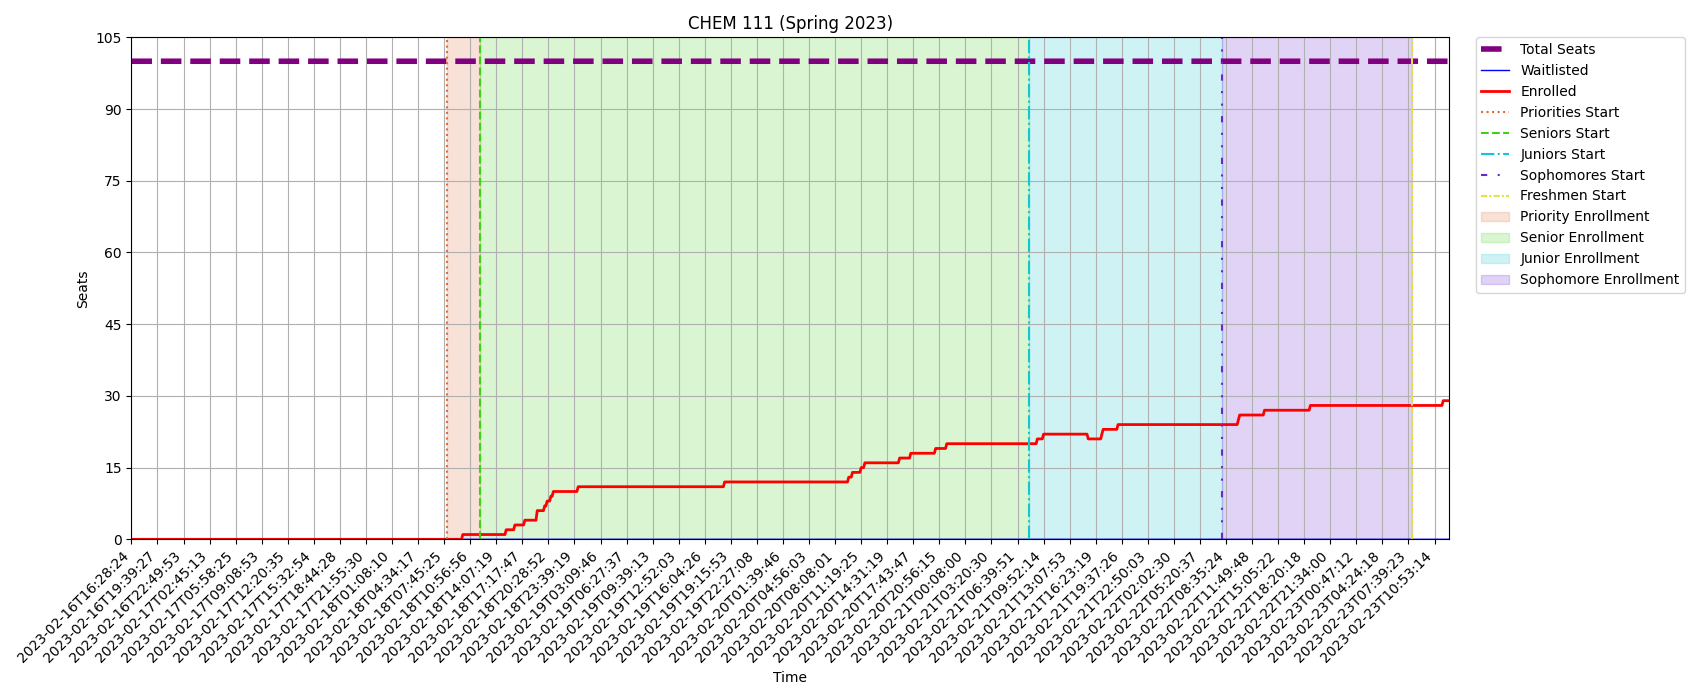 CHEM 111 (Spring 2023)
105
90
75
60
45
30
15
0
Seats
2023-02-16T16:28:24
2023-02-16T19:39:27
2023-02-16T22:49:53
2023-02-17T02:45:13
2023-02-17T05:58:25
2023-02-17T09:08:53
2023-02-17T12:20:35
2023-02-17T15:32:54
2023-02-17T18:44:28
2023-02-17T21:55:30
2023-02-18T01:08:10
2023-02-18T04:34:17
2023-02-18T07:45:25
2023-02-18T10:56:56
2023-02-18T14:07:19
2023-02-18T17:17:47
2023-02-18T20:28:52
2023-02-18T23:39:19
2023-02-19T03:09:46
2023-02-19T06:27:37
2023-02-19T09:39:13
2023-02-19T12:52:03
2023-02-19T16:04:26
2023-02-19T19:15:53
2023-02-19T22:27:08
2023-02-20T01:39:46
2023-02-20T04:56:03
2023-02-20T08:08:01
2023-02-20T11:19:25
2023-02-20T14:31:19
2023-02-20T17:43:47
2023-02-20T20:56:15
2023-02-21T00:08:00
2023-02-21T03:20:30
2023-02-21T06:39:51
2023-02-21T09:52:14
2023-02-21T13:07:53
2023-02-21T16:23:19
2023-02-21T19:37:26
2023-02-21T22:50:03
2023-02-22T02:02:30
2023-02-22T05:20:37
2023-02-22T08:35:24
2023-02-22T11:49:48
2023-02-22T15:05:22
2023-02-22T18:20:18
2023-02-22T21:34:00
2023-02-23T00:47:12
2023-02-23T04:24:18
2023-02-23T07:39:23
2023-02-23T10:53:14
Time
Total Seats
Waitlisted
Enrolled
Priorities Start
Seniors Start
Juniors Start
Sophomores Start
Freshmen Start
Priority Enrollment
Senior Enrollment
Junior Enrollment
Sophomore Enrollment